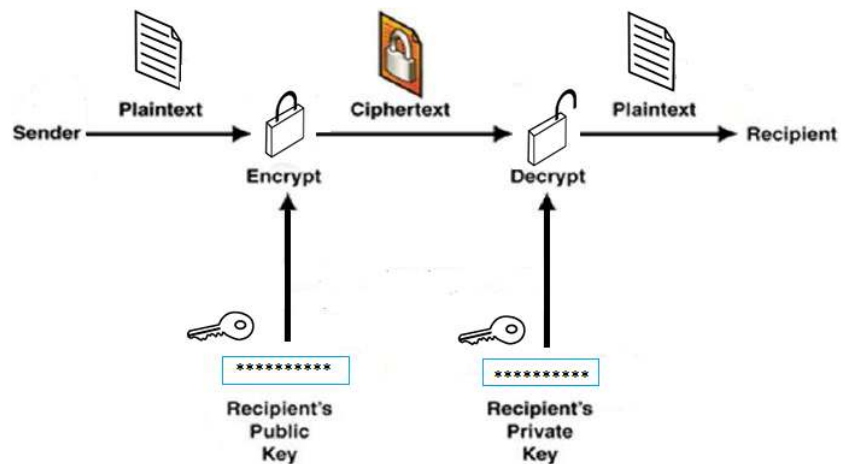 Plaintext
Ciphertext
Plaintext
Sender
Recipient
Encrypt
Decrypt
**********
**********
Recipient's
Public
Key
Recipient's
Private
Key